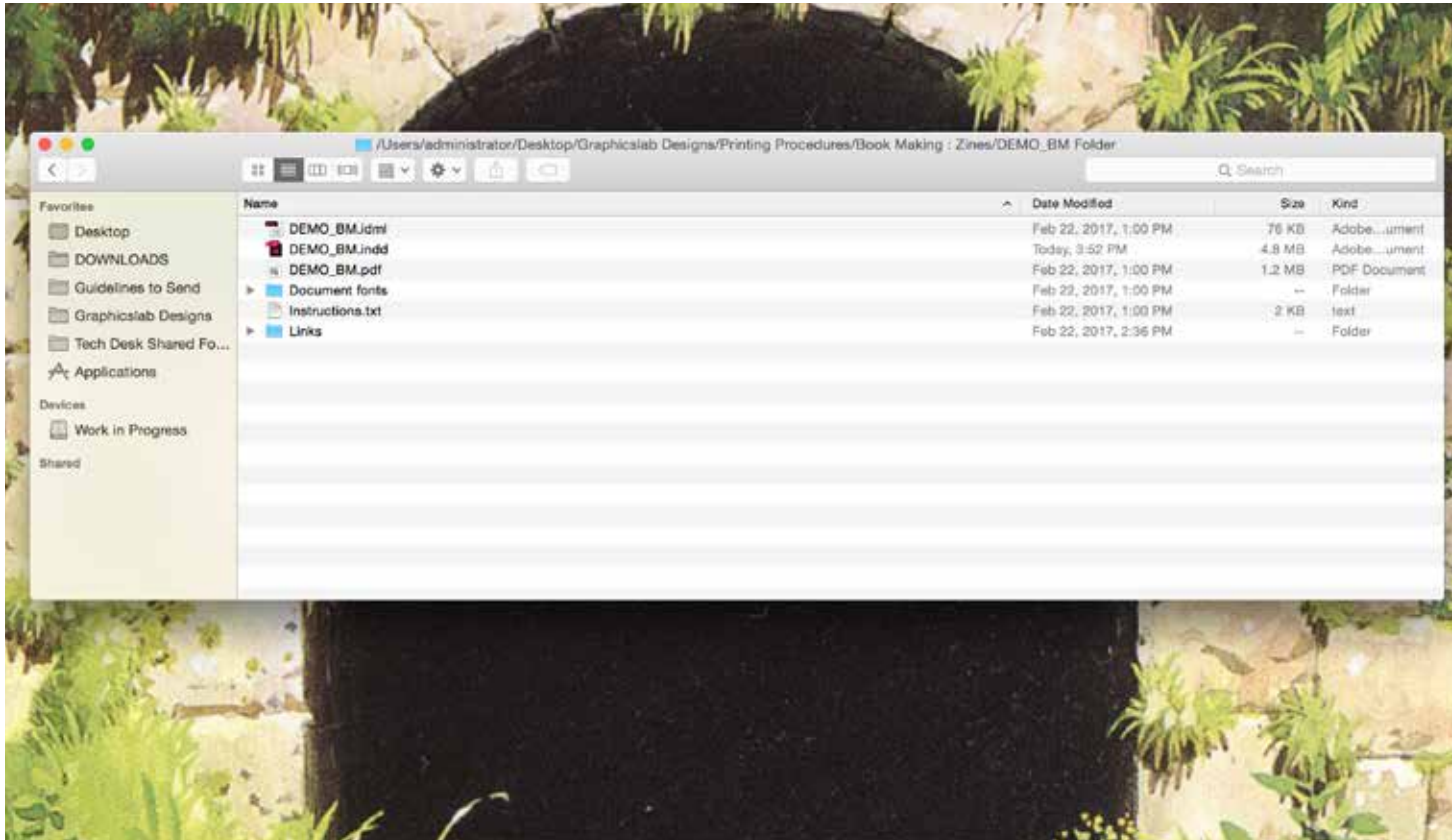 /Users/administrator/Desktop/Graphicslab Designs/Printing Procedures/Book Making : Zines/DEMO_BM Folder
Search
Favorites
Desktop
DOWNLOADS
Guidelines to Send
Graphicslab Designs
Tech Desk Shared Fo...
Applications
Devices
Work in Progress
Shared
Name Date Modified Size Kind
DEMO_BM.idml Feb 22, 2017, 1:00 PM 76 KB Adobe...ument
DEMO_BM.indd Today, 3:52 PM 4.8 MB Adobe...ument
DEMO_BM.pdf Feb 22, 2017, 1:00 PM 1.2 MB PDF Document
Document fonts Feb 22, 2017, 1:00 PM -- Folder
Instructions.txt Feb 22, 2017, 1:00 PM 2 KB text
Links Feb 22, 2017, 2:36 PM -- Folder